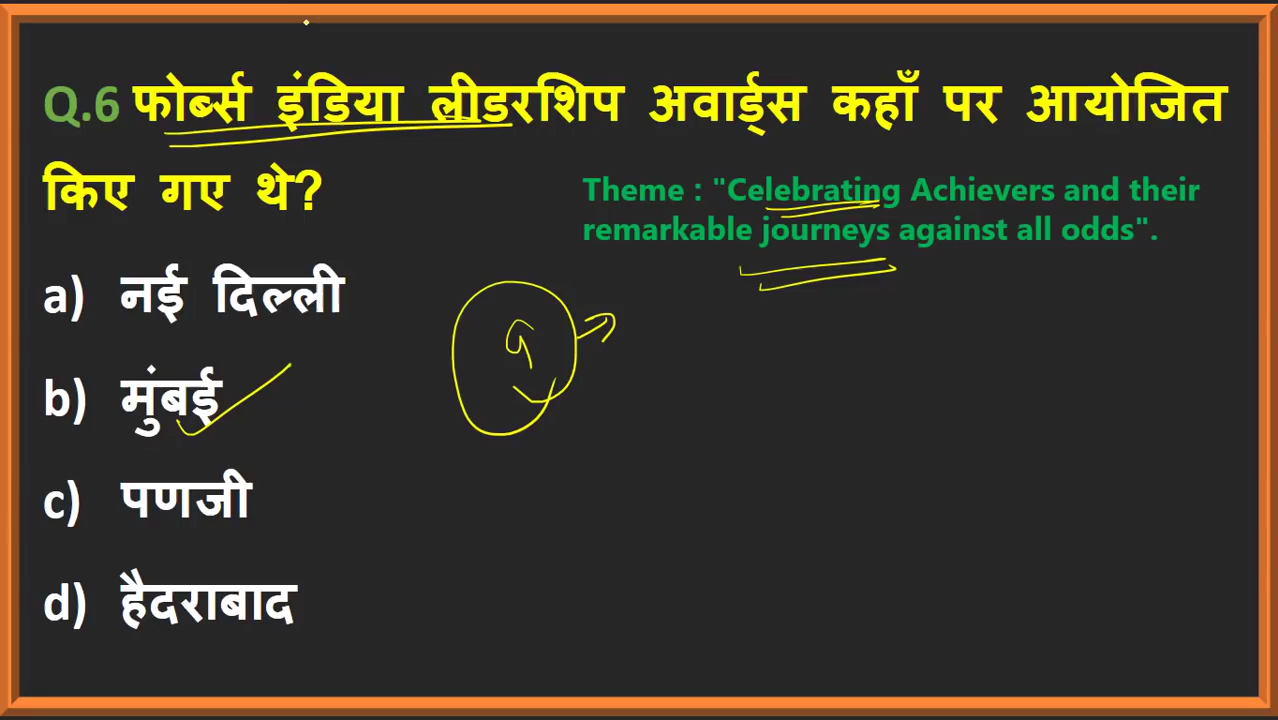 Q.6 फोर्ब्स इंडिया लीडरशिप अवार्ड्स कहाँ पर आयोजित
किए गए थे?
Theme : "Celebrating Achievers and their
remarkable journeys against all odds".
a) नई दिल्ली
b) मुंबई
c) पणजी
d) हैदराबाद